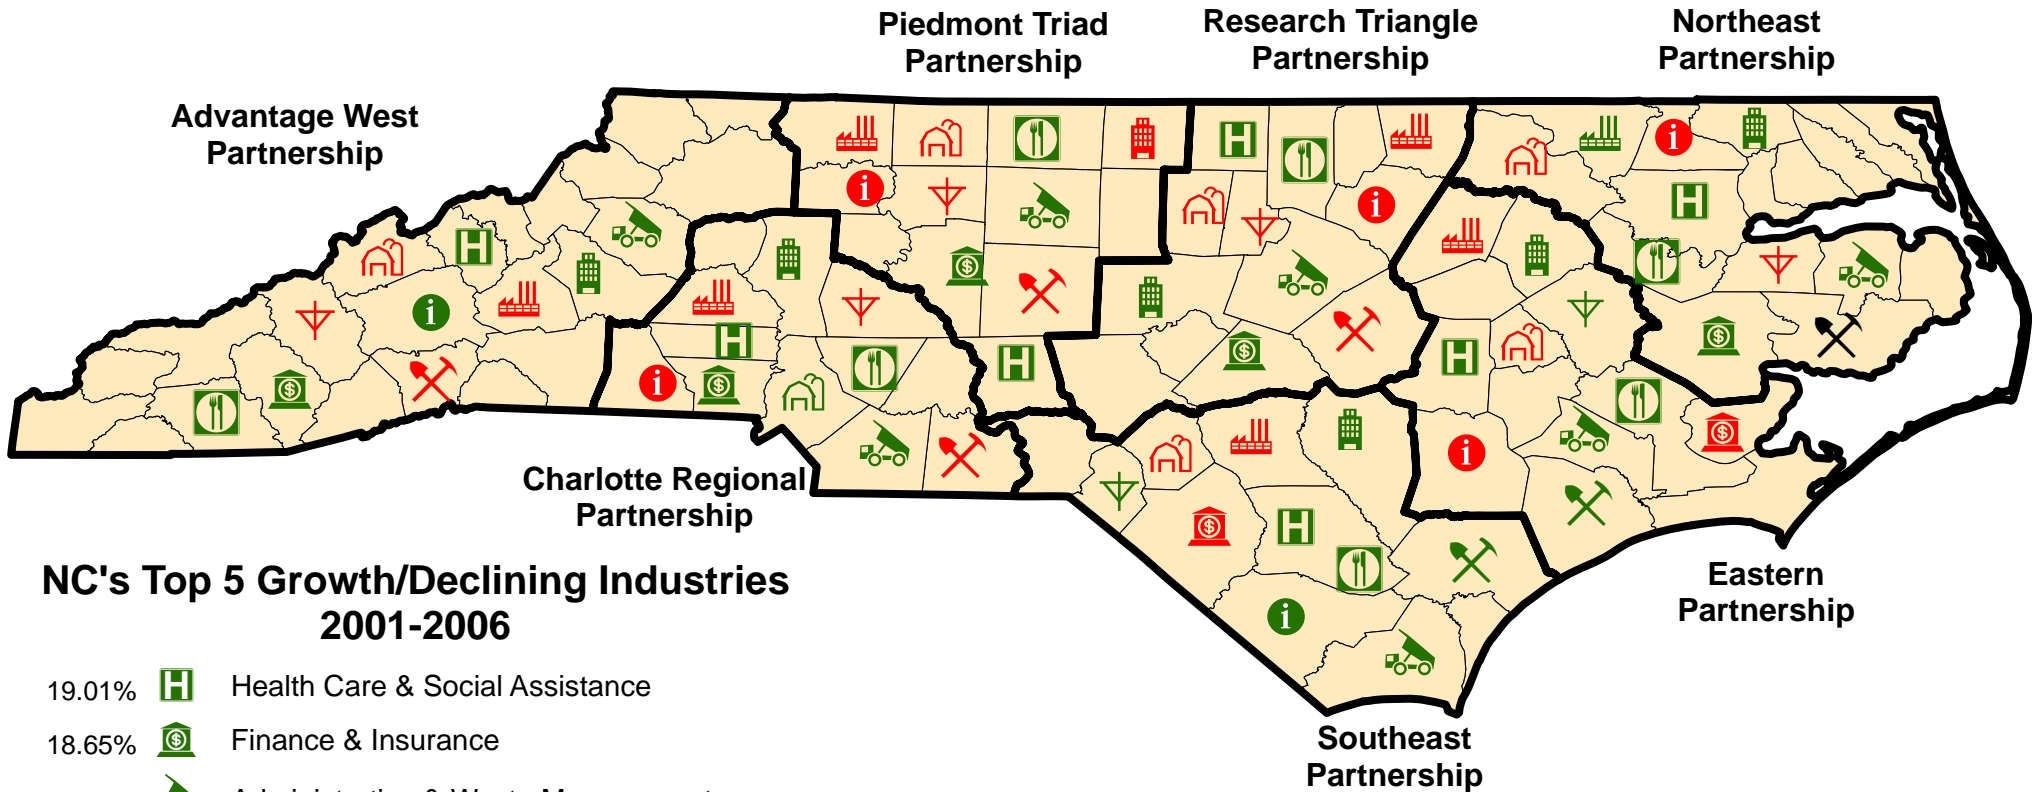 Piedmont Triad
Partnership
Research Triangle
Partnership
Northeast
Partnership
Advantage West
Partnership
Charlotte Regional
Partnership
Eastern
Partnership
Southeast
Partnership
NC's Top 5 Growth/Declining Industries
2001-2006
19.01% H Health Care & Social Assistance
18.65% $ Finance & Insurance